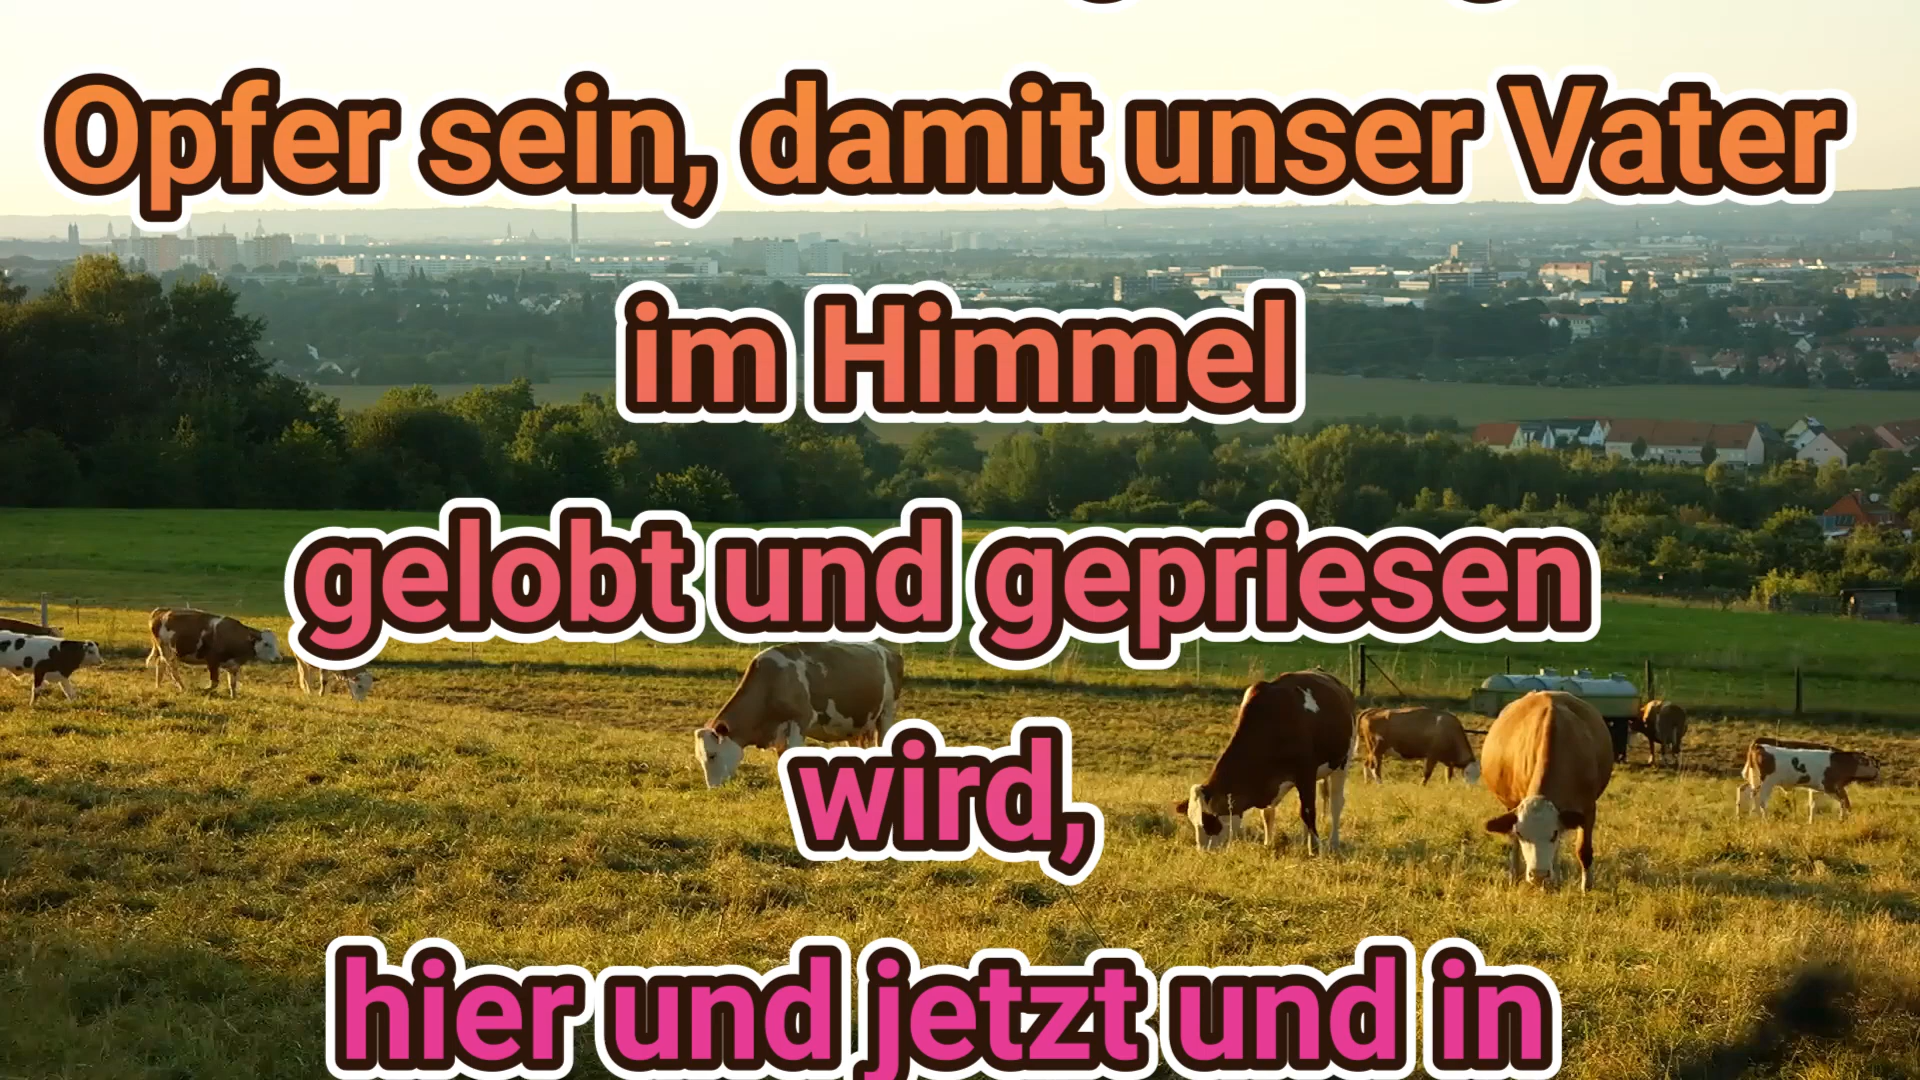 Opfer sein, damit unser Vater
im Himmel
gelobt und gepriesen
wird,
hier und jetzt und in